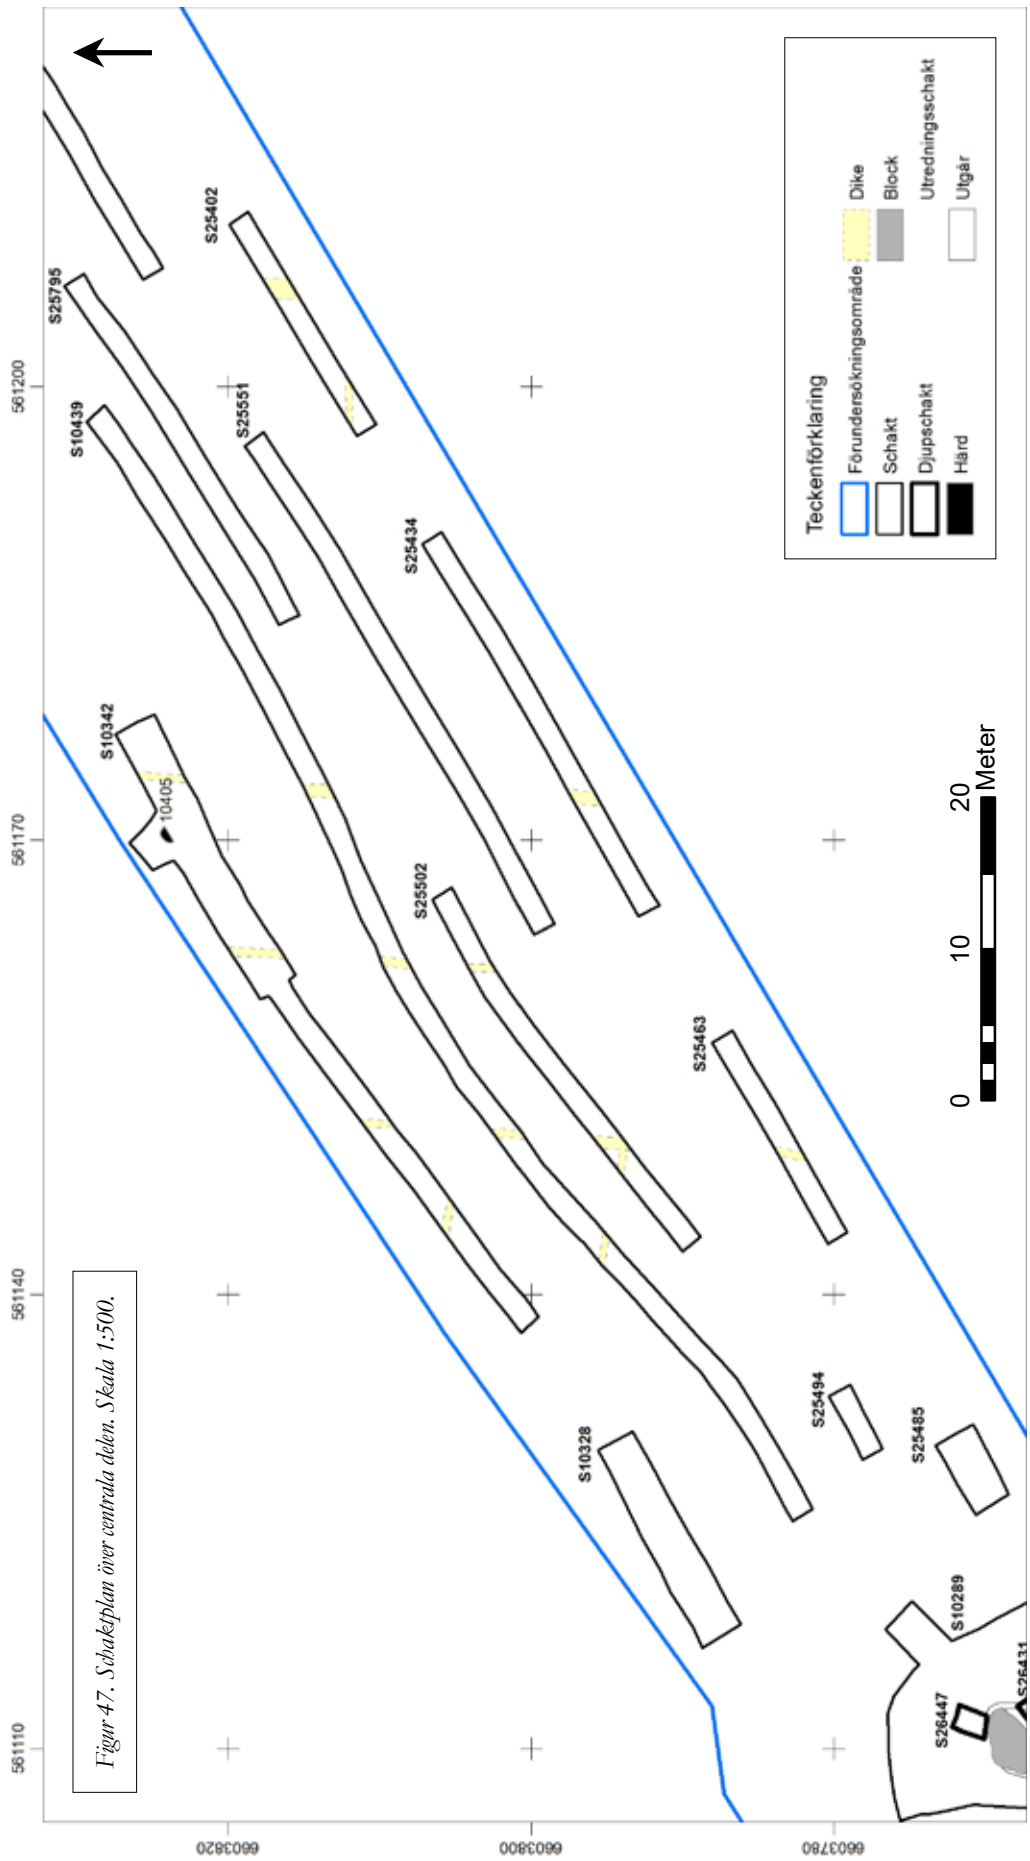 Figur 47. Schaktplan över centrala delen. Skala 1:500.
561110
561140
561170
561200
6603820
6603800
6603780
S25795
S10439
S25402
S25551
S10342
10405
S25434
S25502
S25463
S10328
S25494
S25485
S10289
S26447
S26431
0
10
20
Meter
Teckenförklaring
Förundersökningsområde
Schakt
Djupschakt
Härd
Dike
Block
Utredningsschakt
Utgår